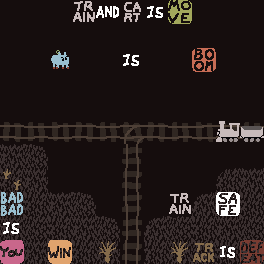 TRAIN AND CART IS MOVE
IS BOOM
BADBAD TRAIN SAFE
IS
YOU WIN TRACK IS DEFEAT